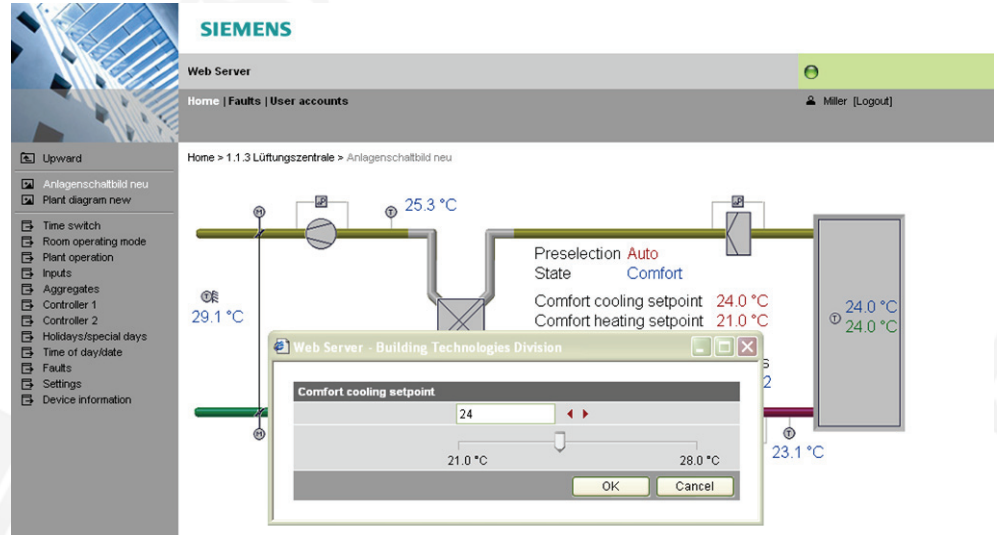 SIEMENS
Web Server
Home | Faults | User accounts
Miller [Logout]
Upward
Home > 1.1.3 Lüftungszentrale > Anlagenschaltbild neu
Anlagenschaltbild neu
Plant diagram new
Time switch
Room operating mode
Plant operation
Inputs
Aggregates
Controller 1
Controller 2
Holidays/special days
Time of day/date
Faults
Settings
Device information
M
T
25.3 °C
Preselection Auto
State Comfort
Comfort cooling setpoint 24.0 °C
Comfort heating setpoint 21.0 °C
T
29.1 °C
T
24.0 °C
24.0 °C
s
2
M
T
23.1 °C
Web Server - Building Technologies Division
Comfort cooling setpoint
24
21.0 °C 28.0 °C
OK Cancel